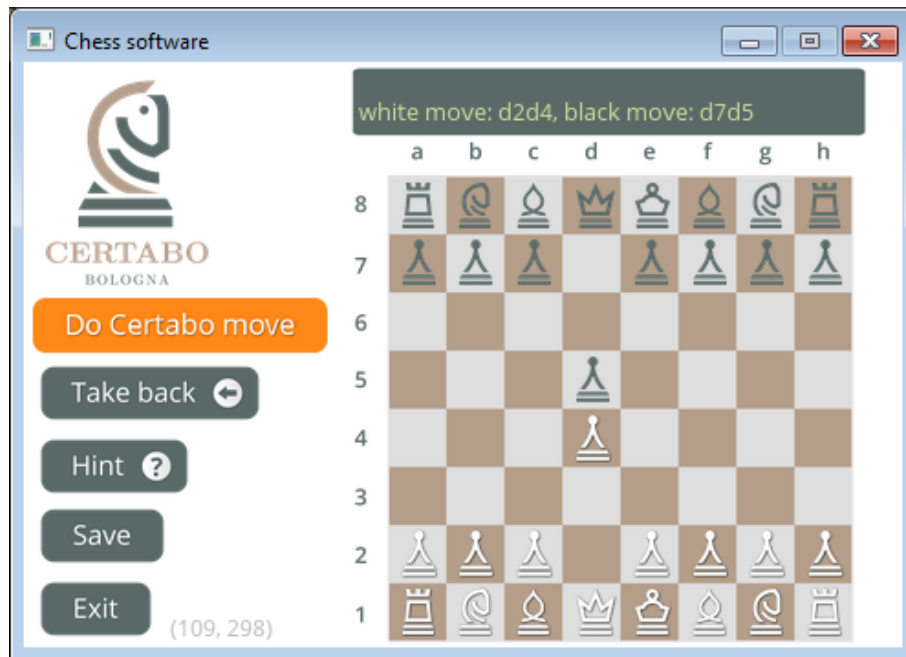 Chess software
white move: d2d4, black move: d7d5
a b c d e f g h
8
CERTABO
BOLOGNA
7
Do Certabo move
6
Take back
5
4
Hint ?
3
Save
2
Exit
(109, 298)
1